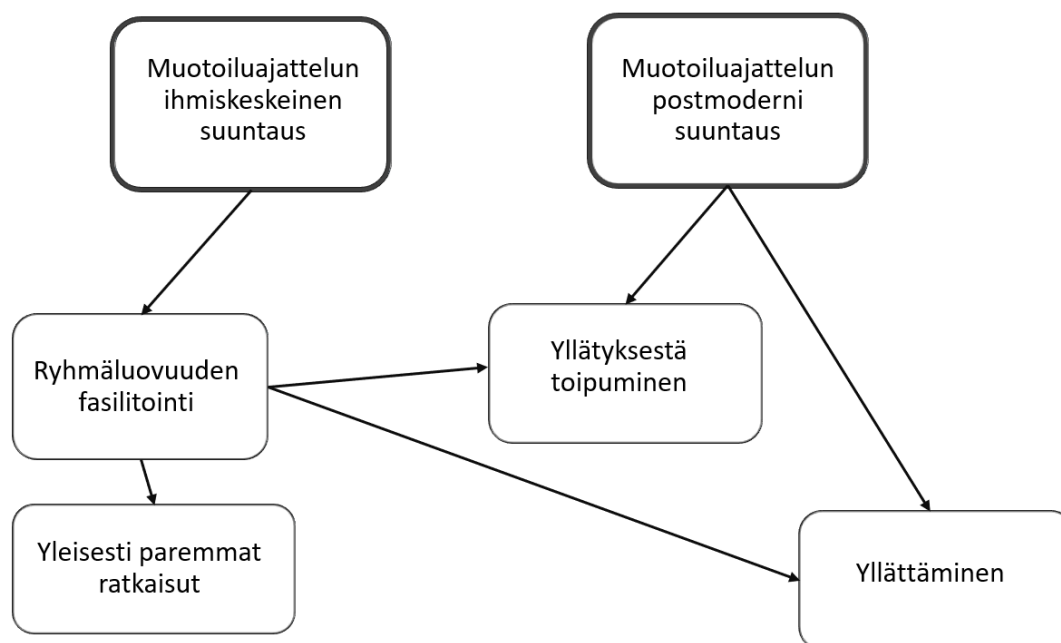 Muotoiluajattelun
ihmiskeskeinen
suuntaus
Muotoiluajattelun
postmoderni
suuntaus
Ryhmäluovuuden
fasilitointi
Yllätyksestä
toipuminen
Yleisesti paremmat
ratkaisut
Yllättäminen